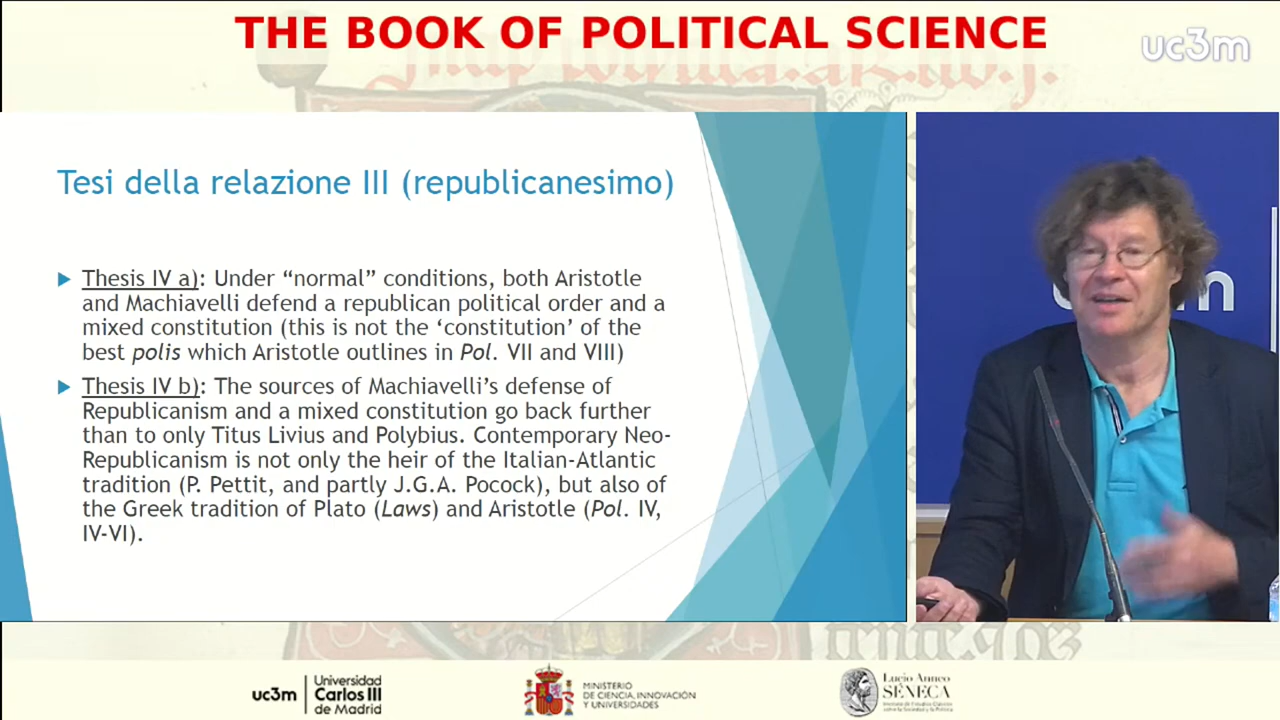 THE BOOK OF POLITICAL SCIENCE
uc3m
Tesi della relazione III (republicanesimo)
Thesis IV a): Under “normal” conditions, both Aristotle
and Machiavelli defend a republican political order and a
mixed constitution (this is not the ‘constitution’ of the
best polis which Aristotle outlines in Pol. VII and VIII)
Thesis IV b): The sources of Machiavelli’s defense of
Republicanism and a mixed constitution go back further
than to only Titus Livius and Polybius. Contemporary Neo-
Republicanism is not only the heir of the Italian-Atlantic
tradition (P. Pettit, and partly J.G.A. Pocock), but also of
the Greek tradition of Plato (Laws) and Aristotle (Pol. IV,
IV-VI).
uc3m
Universidad
Carlos III
de Madrid
MINISTERIO
DE CIENCIA, INNOVACIÓN
Y UNIVERSIDADES
Lucio Anneo
SÉNECA